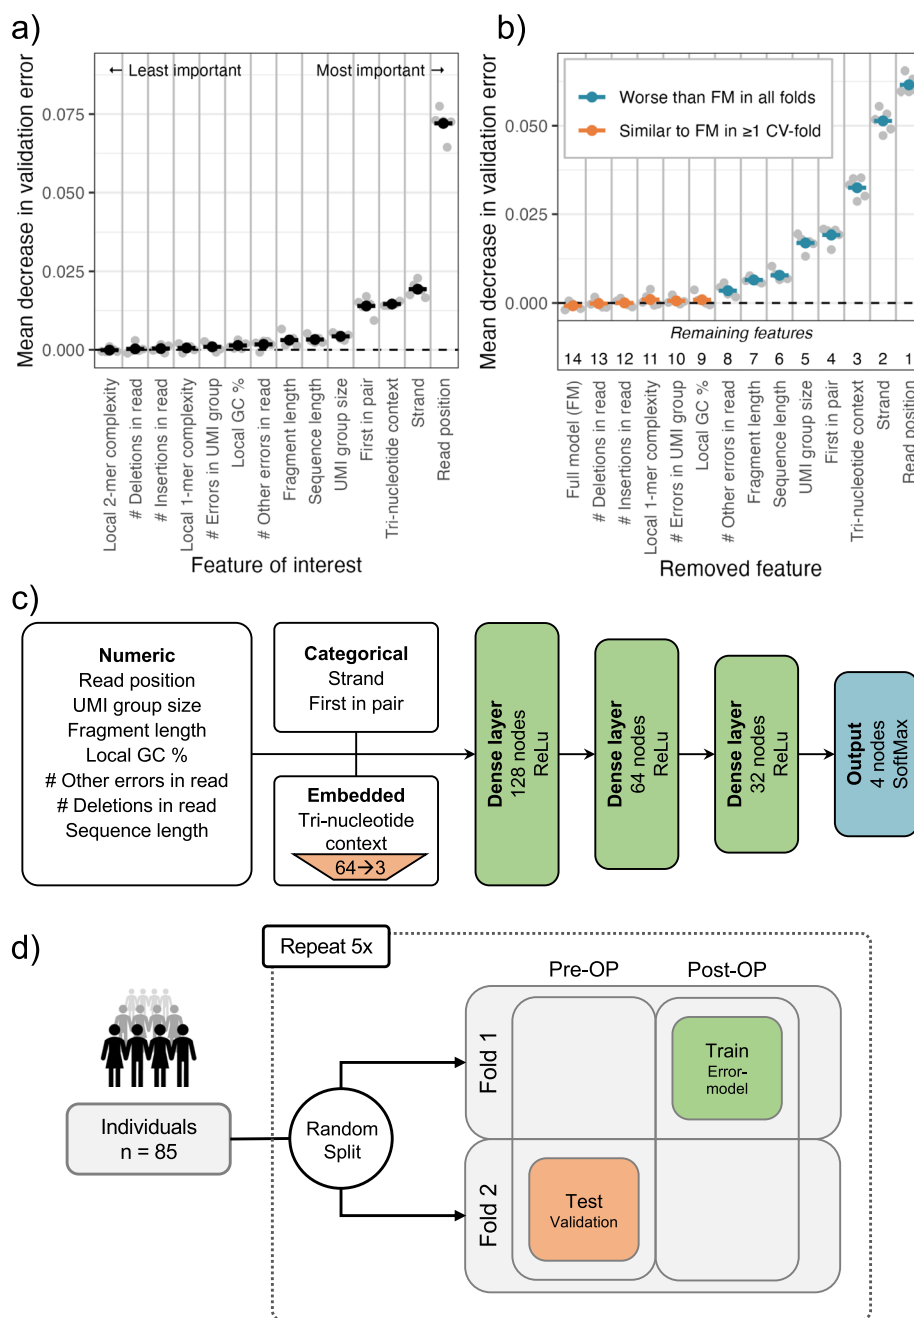 a)
Mean decrease in validation error
0.075
0.050
0.025
0.000
← Least important
Most important →
Local 2-mer complexity
# Deletions in read
# Insertions in read
Local 1-mer complexity
# Errors in UMI group
Local GC %
# Other errors in read
Fragment length
Sequence length
UMI group size
First in pair
Tri-nucleotide context
Strand
Read position
Feature of interest
b)
Mean decrease in validation error
0.050
0.025
0.000
Worse than FM in all folds
Similar to FM in ≥1 CV-fold
Remaining features
14 13 12 11 10 9 8 7 6 5 4 3 2 1
Full model (FM)
# Deletions in read
# Insertions in read
Local 1-mer complexity
# Errors in UMI group
Local GC %
# Other errors in read
Fragment length
Sequence length
UMI group size
First in pair
Tri-nucleotide context
Strand
Read position
Removed feature
c)
Numeric
Read position
UMI group size
Fragment length
Local GC %
# Other errors in read
# Deletions in read
Sequence length
Categorical
Strand
First in pair
Embedded
Tri-nucleotide
context
64→3
Dense layer
128 nodes
ReLu
Dense layer
64 nodes
ReLu
Dense layer
32 nodes
ReLu
Output
4 nodes
SoftMax
d)
Repeat 5x
Pre-OP
Post-OP
Individuals
n = 85
Random
Split
Fold 1
Train
Error-
model
Fold 2
Test
Validation